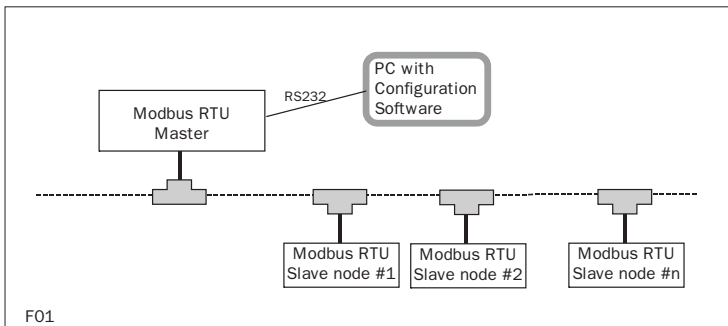 PC with
Configuration
Software
RS232
Modbus RTU
Master
Modbus RTU
Slave node #1
Modbus RTU
Slave node #2
Modbus RTU
Slave node #n
F01